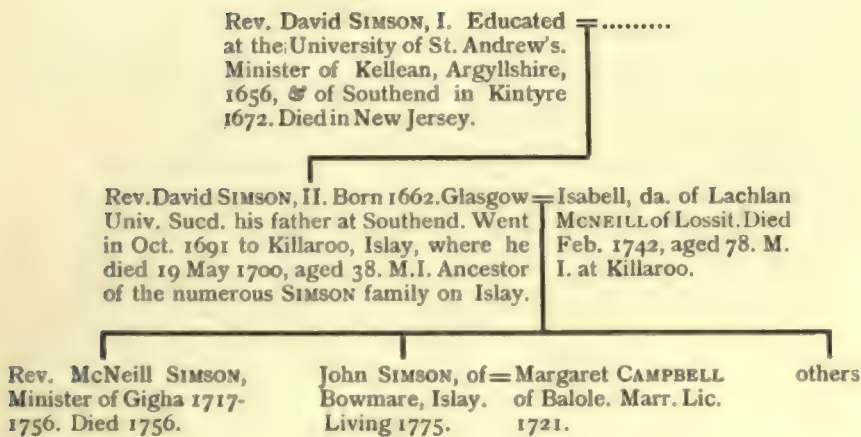 Rev. David SIMSON, I. Educated = .........
at the University of St. Andrew's.
Minister of Kellean, Argyllshire,
1656, & of Southend in Kintyre
1672. Died in New Jersey.
Rev. David SIMSON, II. Born 1662. Glasgow = Isabell, da. of Lachlan
Univ. Sucd. his father at Southend. Went
in Oct. 1691 to Killaroo, Islay, where he
died 19 May 1700, aged 38. M.I. Ancestor
of the numerous SIMSON family on Islay.
MCNEILL of Lossit. Died
Feb. 1742, aged 78. M.
I. at Killaroo.
Rev. McNeill SIMSON,
Minister of Gigha 1717-
1756. Died 1756.
John SIMSON, of = Margaret CAMPBELL
Bowmare, Islay.
Living 1775.
of Balole. Marr. Lic.
1721.
others